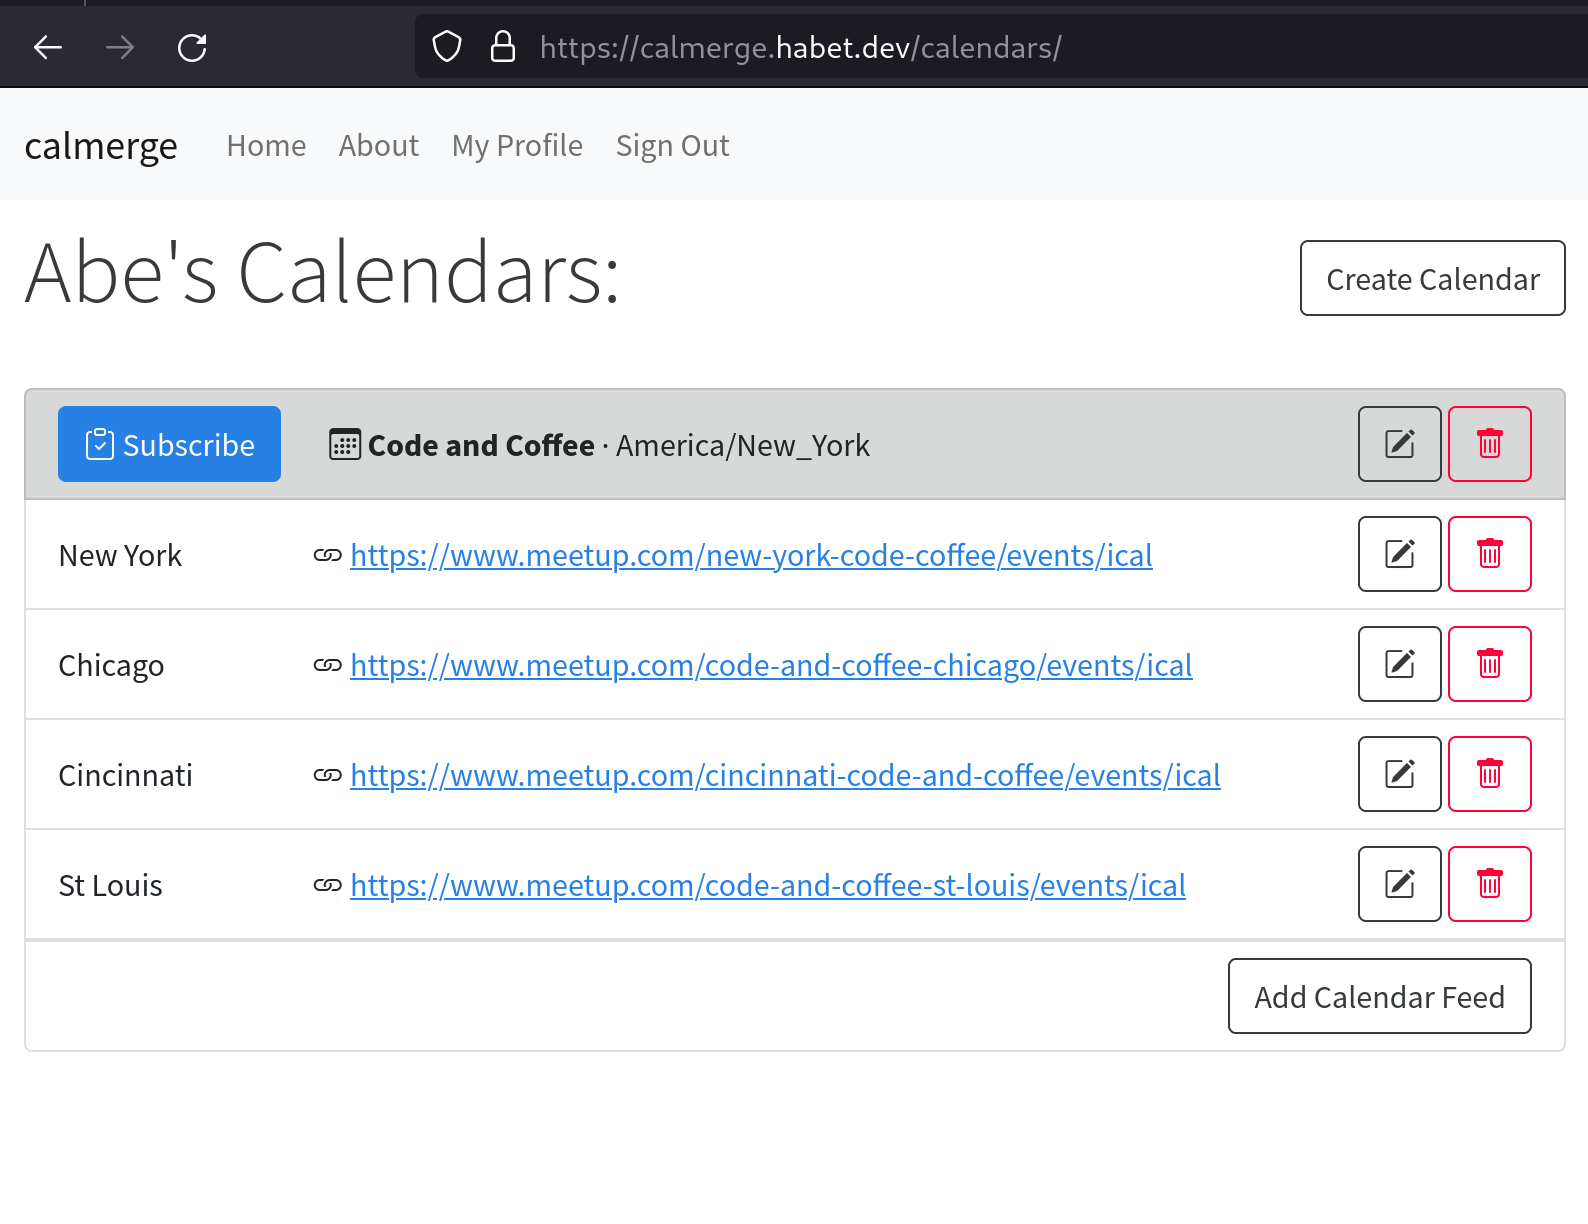 https://calmerge.habet.dev/calendars/
calmerge Home About My Profile Sign Out
Abe's Calendars: Create Calendar
Subscribe Code and Coffee · America/New_York
New York https://www.meetup.com/new-york-code-coffee/events/ical
Chicago https://www.meetup.com/code-and-coffee-chicago/events/ical
Cincinnati https://www.meetup.com/cincinnati-code-and-coffee/events/ical
St Louis https://www.meetup.com/code-and-coffee-st-louis/events/ical
Add Calendar Feed